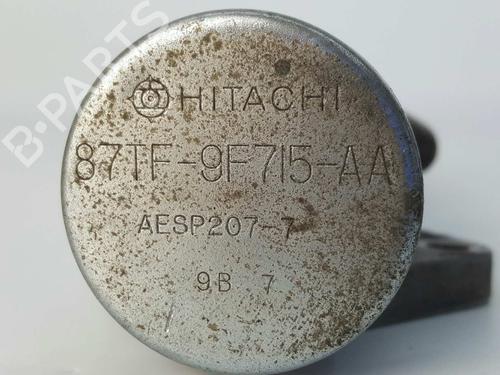 B-PARTS
HITACHI
87TF-9F715-AA
AESP207-7
9B 7